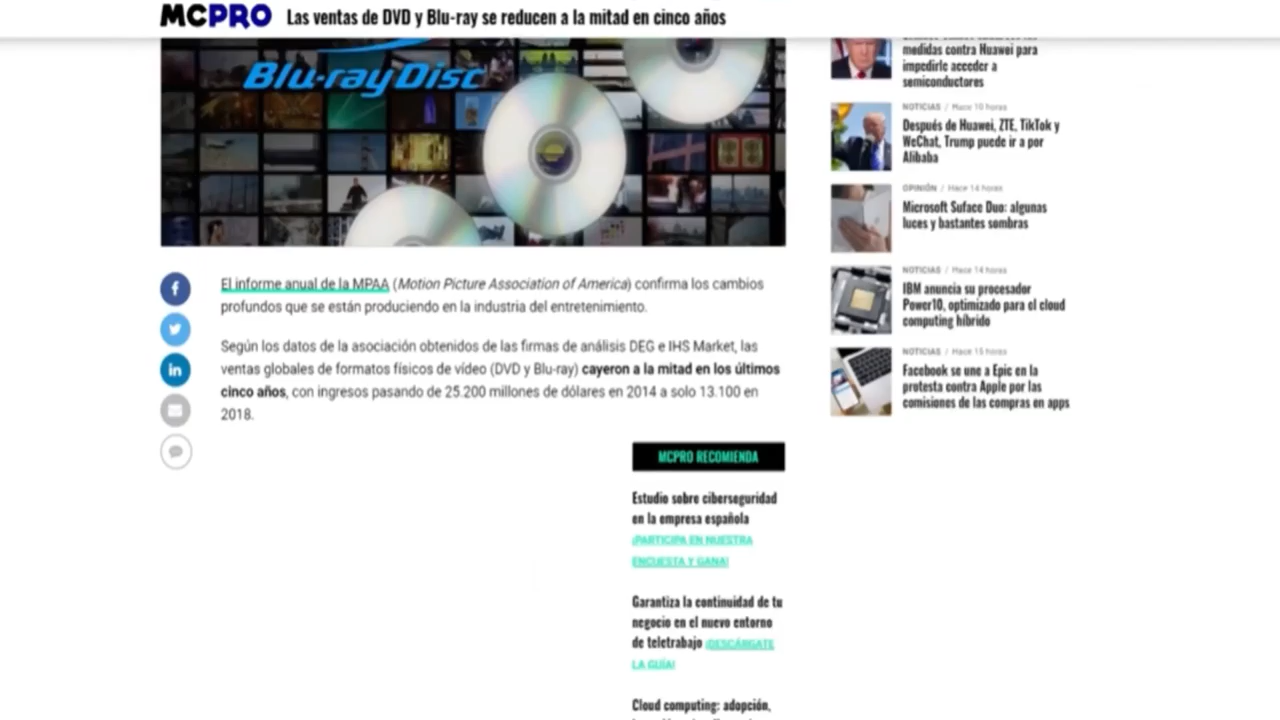 MCPRO Las ventas de DVD y Blu-ray se reducen a la mitad en cinco años
Blu-ray Disc
El informe anual de la MPAA (Motion Picture Association of America) confirma los cambios
profundos que se están produciendo en la industria del entretenimiento.
Según los datos de la asociación obtenidos de las firmas de análisis DEG e IHS Market, las
ventas globales de formatos físicos de vídeo (DVD y Blu-ray) cayeron a la mitad en los últimos
cinco años, con ingresos pasando de 25.200 millones de dólares en 2014 a solo 13.100 en
2018.
MCPRO RECOMIENDA
Estudio sobre ciberseguridad
en la empresa española
¡PARTICIPA EN NUESTRA
ENCUESTA Y GANA!
Garantiza la continuidad de tu
negocio en el nuevo entorno
de teletrabajo ¡DESCÁRGATE
LA GUÍA!
Cloud computing: adopción,
medidas contra Huawei para
impedirle acceder a
semiconductores
NOTICIAS / Hace 10 horas
Después de Huawei, ZTE, TikTok y
WeChat, Trump puede ir a por
Alibaba
OPINIÓN / Hace 14 horas
Microsoft Suface Duo: algunas
luces y bastantes sombras
NOTICIAS / Hace 14 horas
IBM anuncia su procesador
Power10, optimizado para el cloud
computing híbrido
NOTICIAS / Hace 15 horas
Facebook se une a Epic en la
protesta contra Apple por las
comisiones de las compras en apps